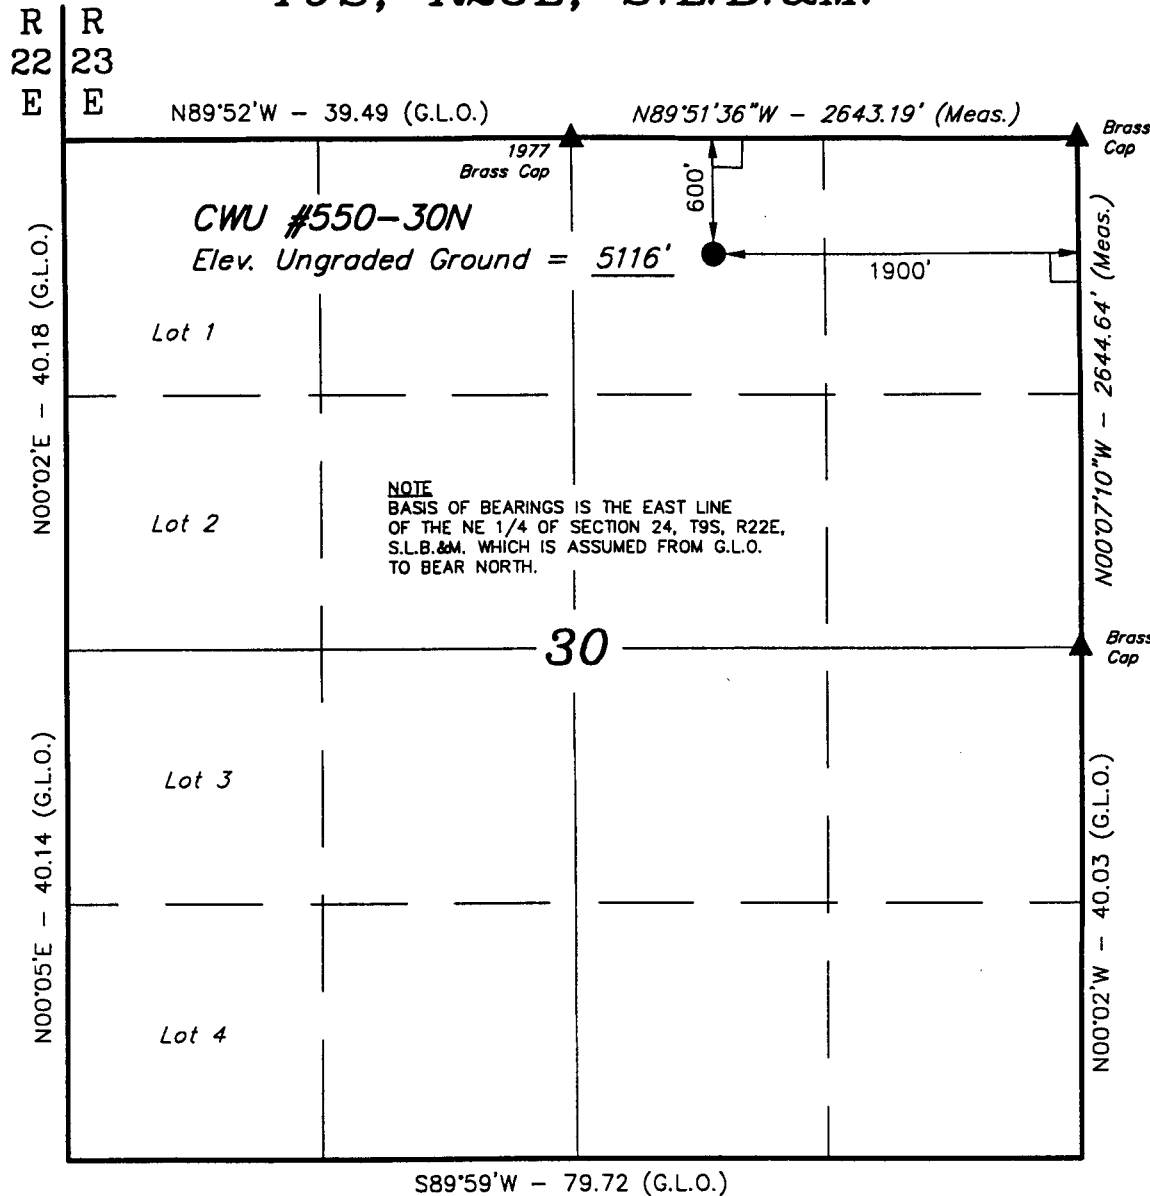 R R
22 23
E E
N89°52'W - 39.49 (G.L.O.)
N89°51'36"W - 2643.19' (Meas.)
Brass
Cap
1977
Brass Cap
600'
CWU #550-30N
Elev. Ungraded Ground = 5116'
1900'
N00°02'E - 40.18 (G.L.O.)
N00°07'10"W - 2644.64' (Meas.)
Lot 1
Lot 2
NOTE
BASIS OF BEARINGS IS THE EAST LINE
OF THE NE 1/4 OF SECTION 24, T9S, R22E,
S.L.B.&M. WHICH IS ASSUMED FROM G.L.O.
TO BEAR NORTH.
30
Brass
Cap
Lot 3
N00°05'E - 40.14 (G.L.O.)
N00°02'W - 40.03 (G.L.O.)
Lot 4
S89°59'W - 79.72 (G.L.O.)